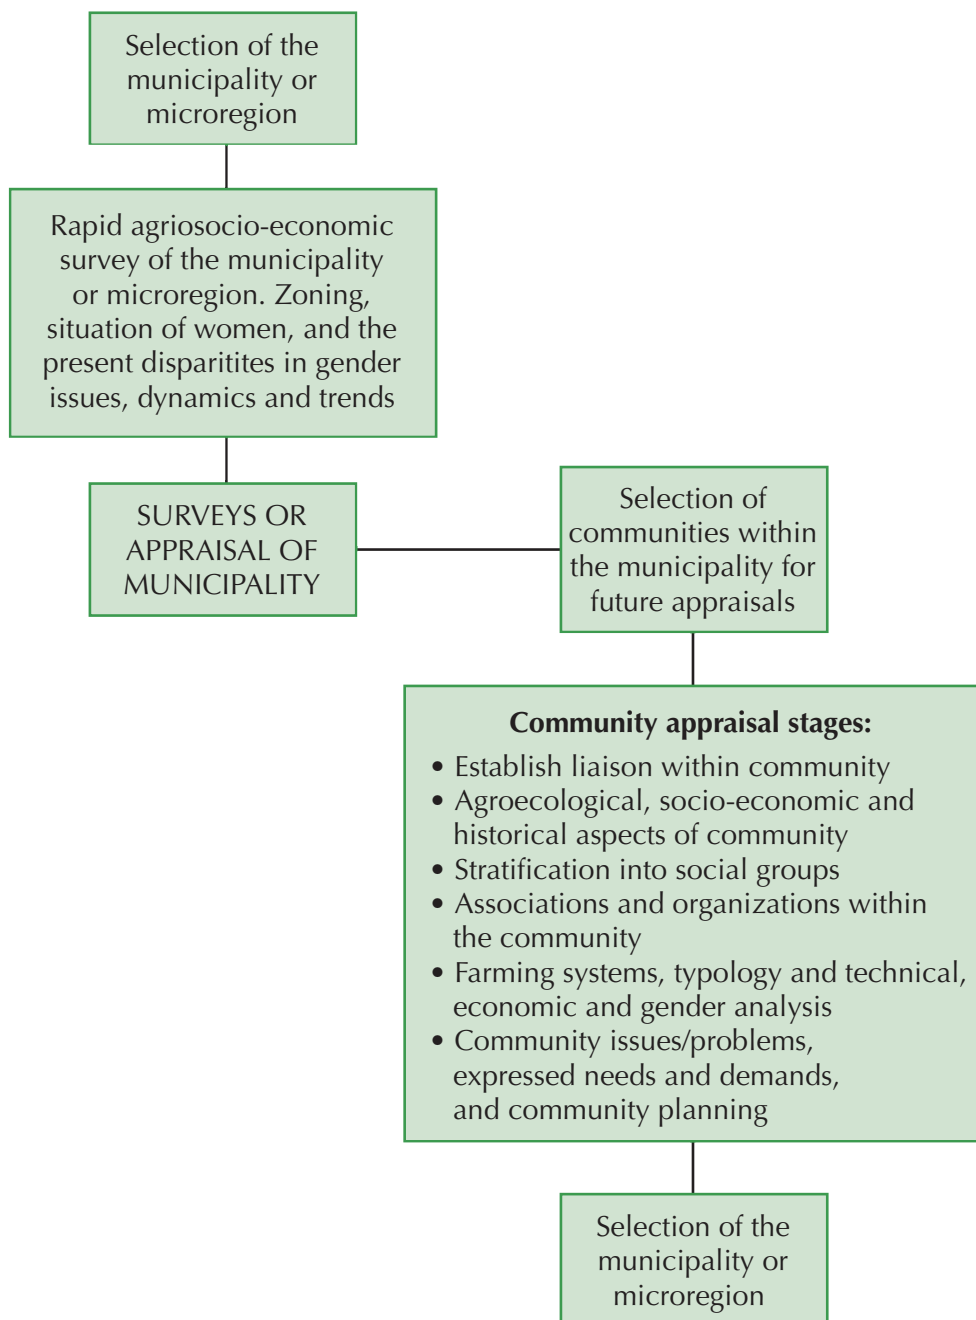 Selection of the
municipality or
microregion
Rapid agriosocio-economic
survey of the municipality
or microregion. Zoning,
situation of women, and the
present disparitites in gender
issues, dynamics and trends
SURVEYS OR
APPRAISAL OF
MUNICIPALITY
Selection of
communities within
the municipality for
future appraisals
Community appraisal stages:
• Establish liaison within community
• Agroecological, socio-economic and
historical aspects of community
• Stratification into social groups
• Associations and organizations within
the community
• Farming systems, typology and technical,
economic and gender analysis
• Community issues/problems,
expressed needs and demands,
and community planning
Selection of the
municipality or
microregion